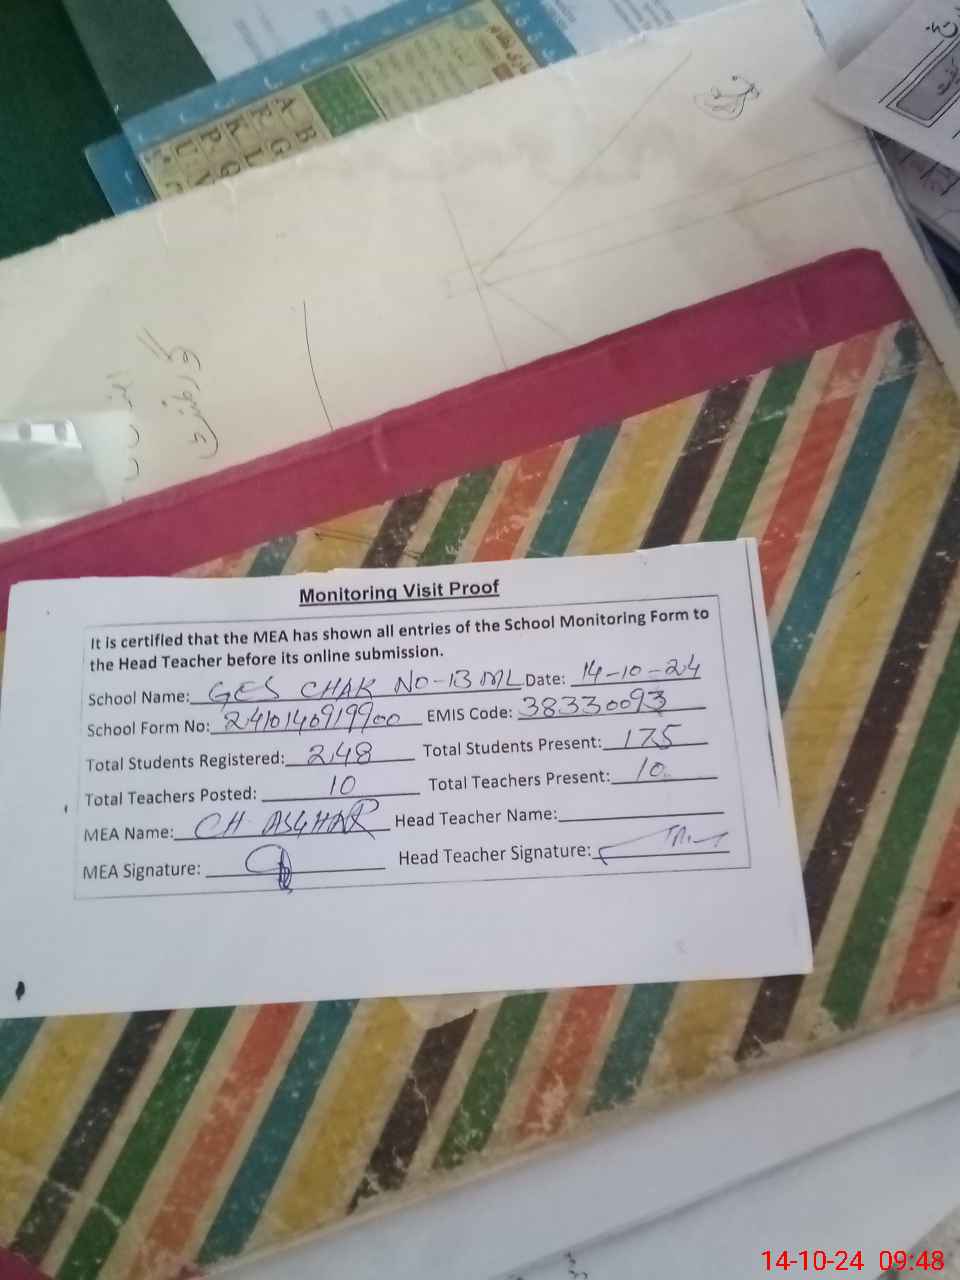 A B
F G
K L
P Q
U V
گورنمنٹ
Monitoring Visit Proof
It is certified that the MEA has shown all entries of the School Monitoring Form to
the Head Teacher before its online submission.
School Name: GES CHAK NO-13 ML Date: 14-10-24
School Form No: 2410140919900 EMIS Code: 38330093
Total Students Registered: 248 Total Students Present: 175
Total Teachers Posted: 10 Total Teachers Present: 10
MEA Name: CH ASGHAR Head Teacher Name:
MEA Signature: Head Teacher Signature:
14-10-24 09:48